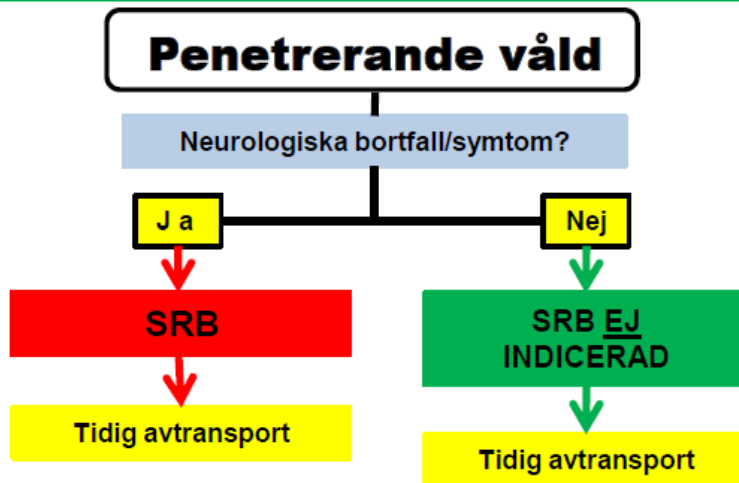 Penetrerande våld
Neurologiska bortfall/symtom?
J a
Nej
SRB
SRB EJ
INDICERAD
Tidig avtransport
Tidig avtransport